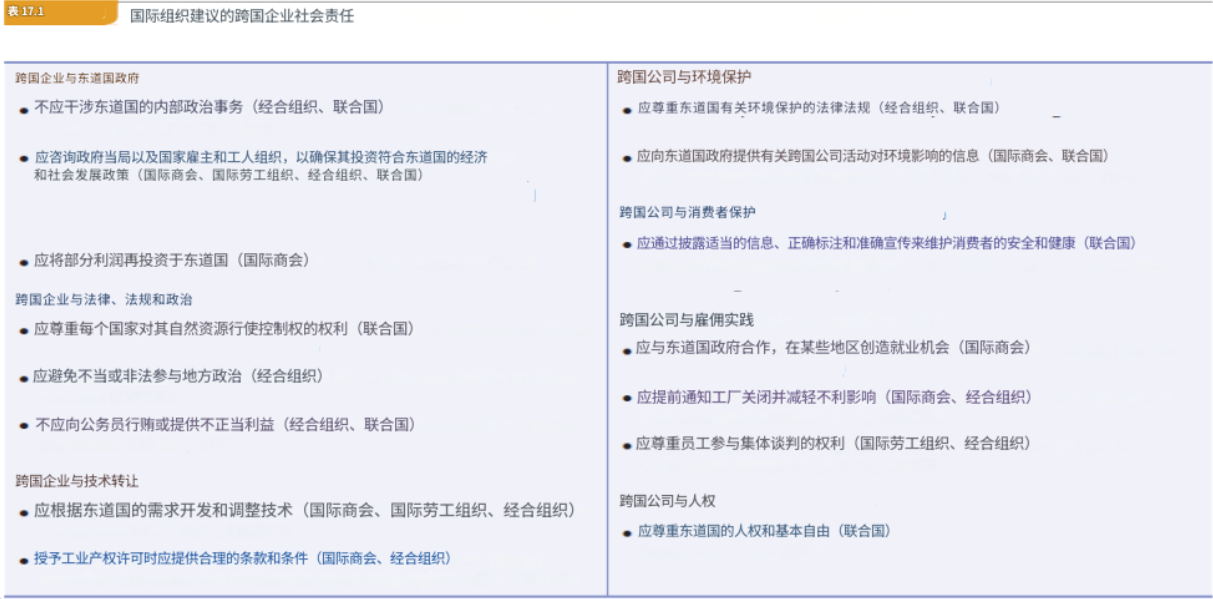 表 17.1
国际组织建议的跨国企业社会责任
跨国企业与东道国政府
● 不应干涉东道国的内部政治事务（经合组织、联合国）
● 应咨询政府当局以及国家雇主和工人组织，以确保其投资符合东道国的经济
和社会发展政策（国际商会、国际劳工组织、经合组织、联合国）
● 应将部分利润再投资于东道国（国际商会）
跨国企业与法律、法规和政治
● 应尊重每个国家对其自然资源行使控制权的权利（联合国）
● 应避免不当或非法参与地方政治（经合组织）
● 不应向公务员行贿或提供不正当利益（经合组织、联合国）
跨国企业与技术转让
● 应根据东道国的需求开发和调整技术（国际商会、国际劳工组织、经合组织）
● 授予工业产权许可时应提供合理的条款和条件（国际商会、经合组织）
跨国公司与环境保护
● 应尊重东道国有关环境保护的法律法规（经合组织、联合国）
● 应向东道国政府提供有关跨国公司活动对环境影响的信息（国际商会、联合国）
跨国公司与消费者保护
● 应通过披露适当的信息、正确标注和准确宣传来维护消费者的安全和健康（联合国）
跨国公司与雇佣实践
● 应与东道国政府合作，在某些地区创造就业机会（国际商会）
● 应提前通知工厂关闭并减轻不利影响（国际商会、经合组织）
● 应尊重员工参与集体谈判的权利（国际劳工组织、经合组织）
跨国公司与人权
● 应尊重东道国的人权和基本自由（联合国）